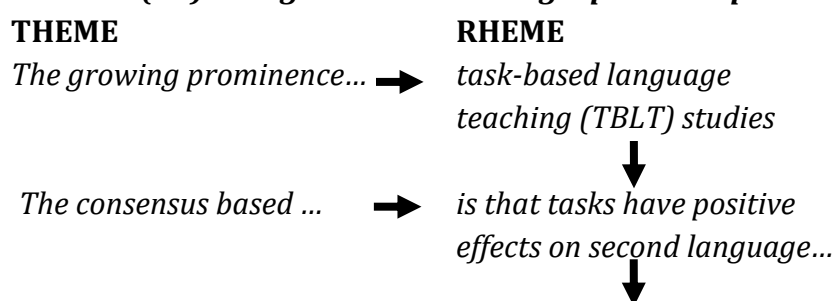 THEME RHEME
The growing prominence… task-based language
teaching (TBLT) studies
The consensus based … is that tasks have positive
effects on second language…